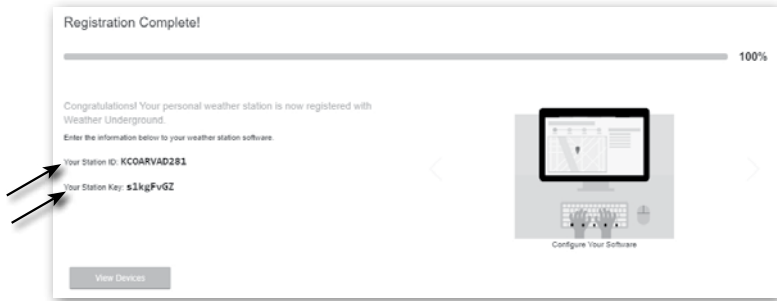 Registration Complete!
100%
Congratulations! Your personal weather station is now registered with
Weather Underground.
Enter the information below to your weather station software.
Your Station ID: KCOARVAD281
Your Station Key: slkgFvGZ
Configure Your Software
View Devices